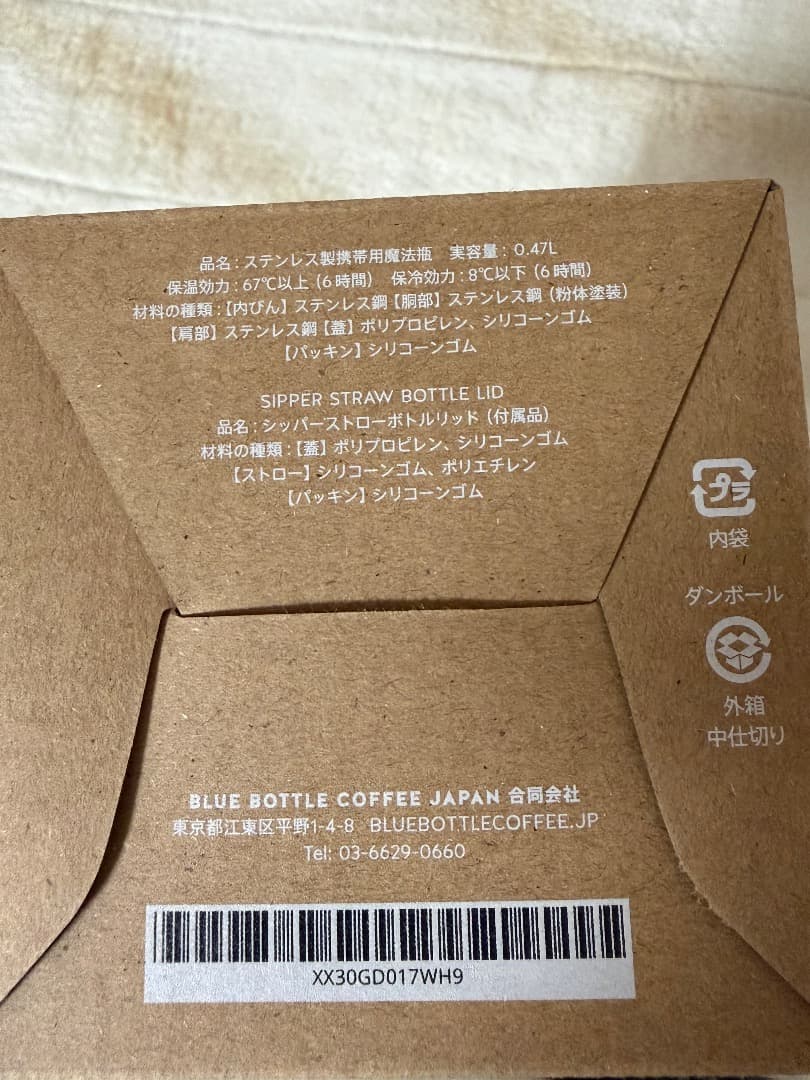 品名：ステンレス製携帯用魔法瓶　実容量：0.47L
保温効力：67℃以上（6時間）　保冷効力：8℃以下（6時間）
材料の種類：【内びん】ステンレス鋼【胴部】ステンレス鋼（粉体塗装）
【肩部】ステンレス鋼【蓋】ポリプロピレン、シリコーンゴム
【パッキン】シリコーンゴム
SIPPER STRAW BOTTLE LID
品名：シッパーストローボトルリッド（付属品）
材料の種類：【蓋】ポリプロピレン、シリコーンゴム
【ストロー】シリコーンゴム、ポリエチレン
【パッキン】シリコーンゴム
プラ
内袋
ダンボール
外箱
中仕切り
BLUE BOTTLE COFFEE JAPAN 合同会社
東京都江東区平野1-4-8　BLUEBOTTLECOFFEE.JP
Tel: 03-6629-0660
XX30GD017WH9